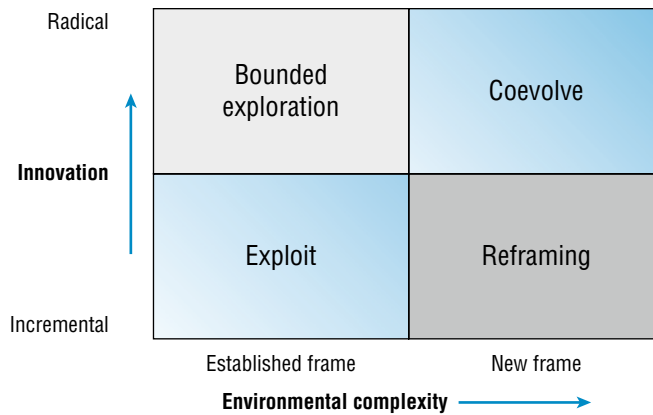 Radical
Bounded
exploration
Coevolve
Innovation
Exploit
Reframing
Incremental
Established frame
New frame
Environmental complexity